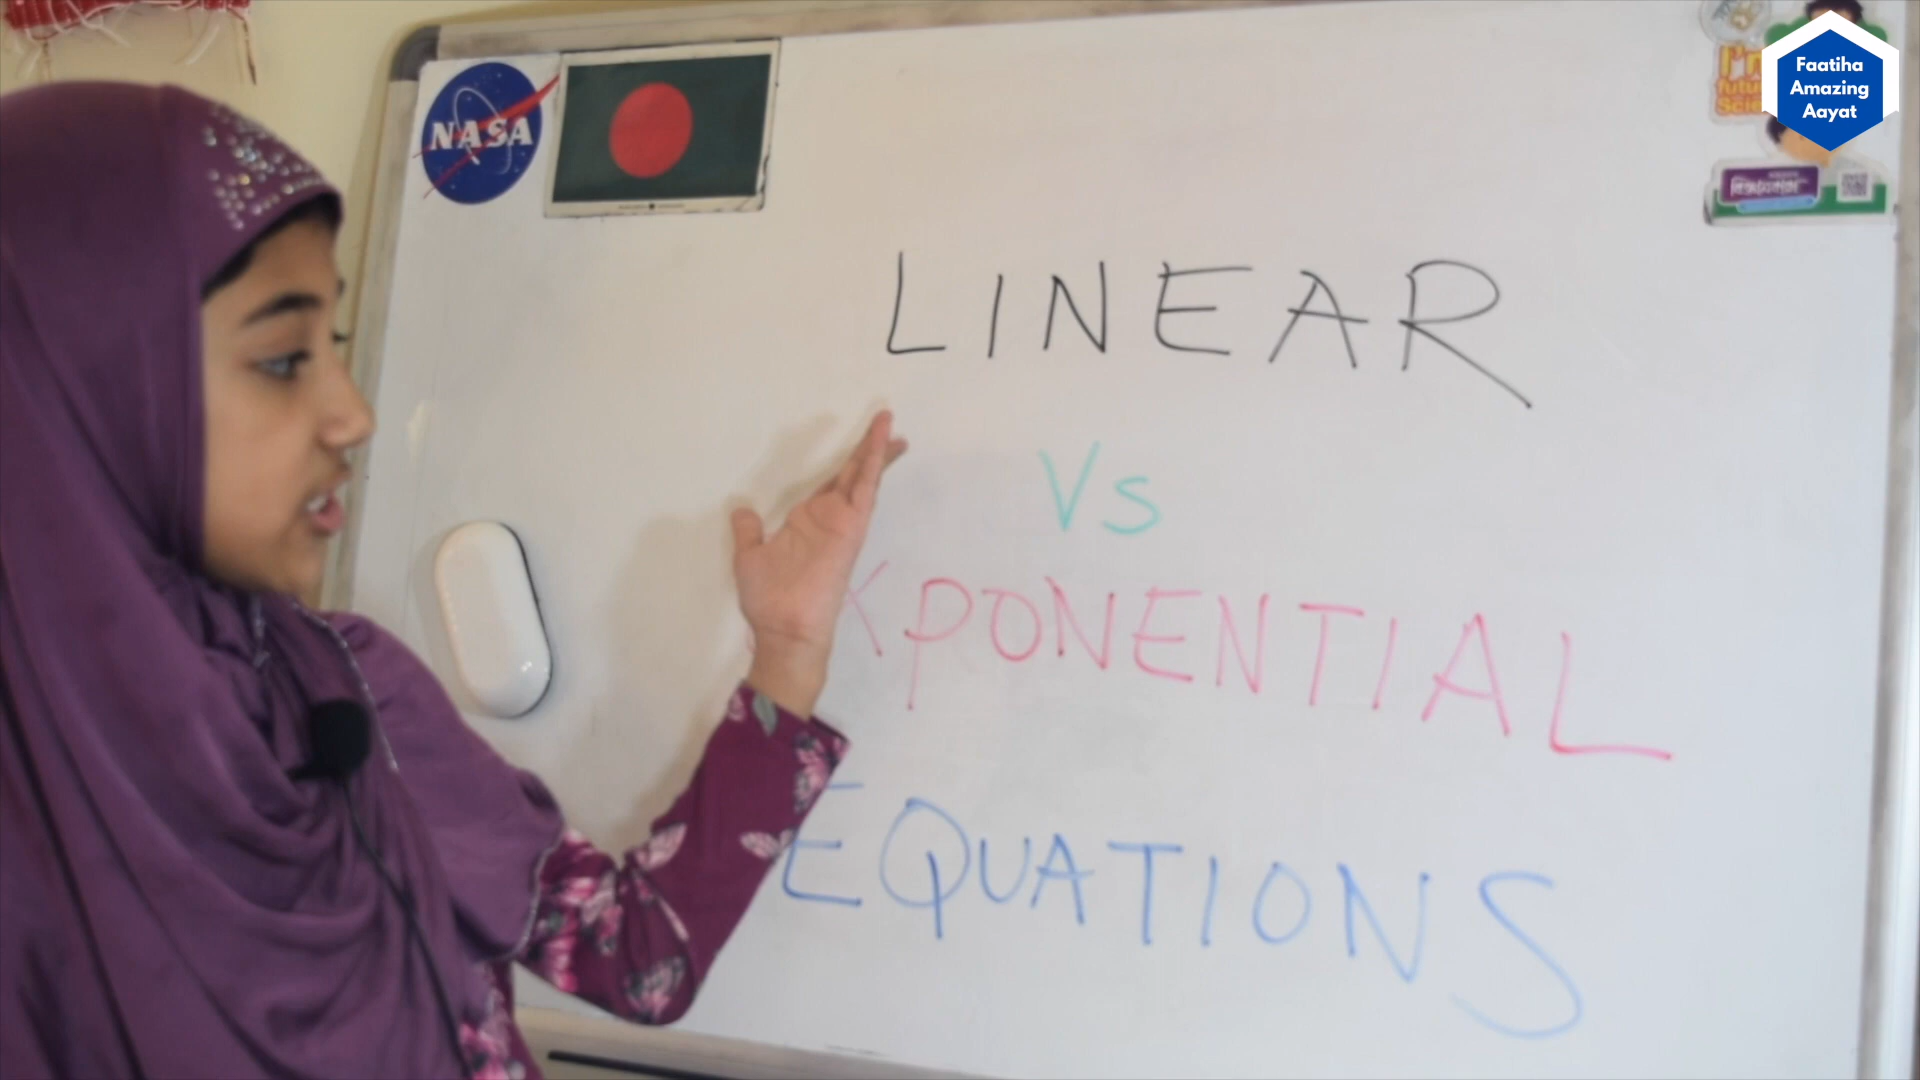 NASA
Faatiha
Amazing
Aayat
I'm
LINEAR
Vs
XPONENTIAL
EQUATIONS